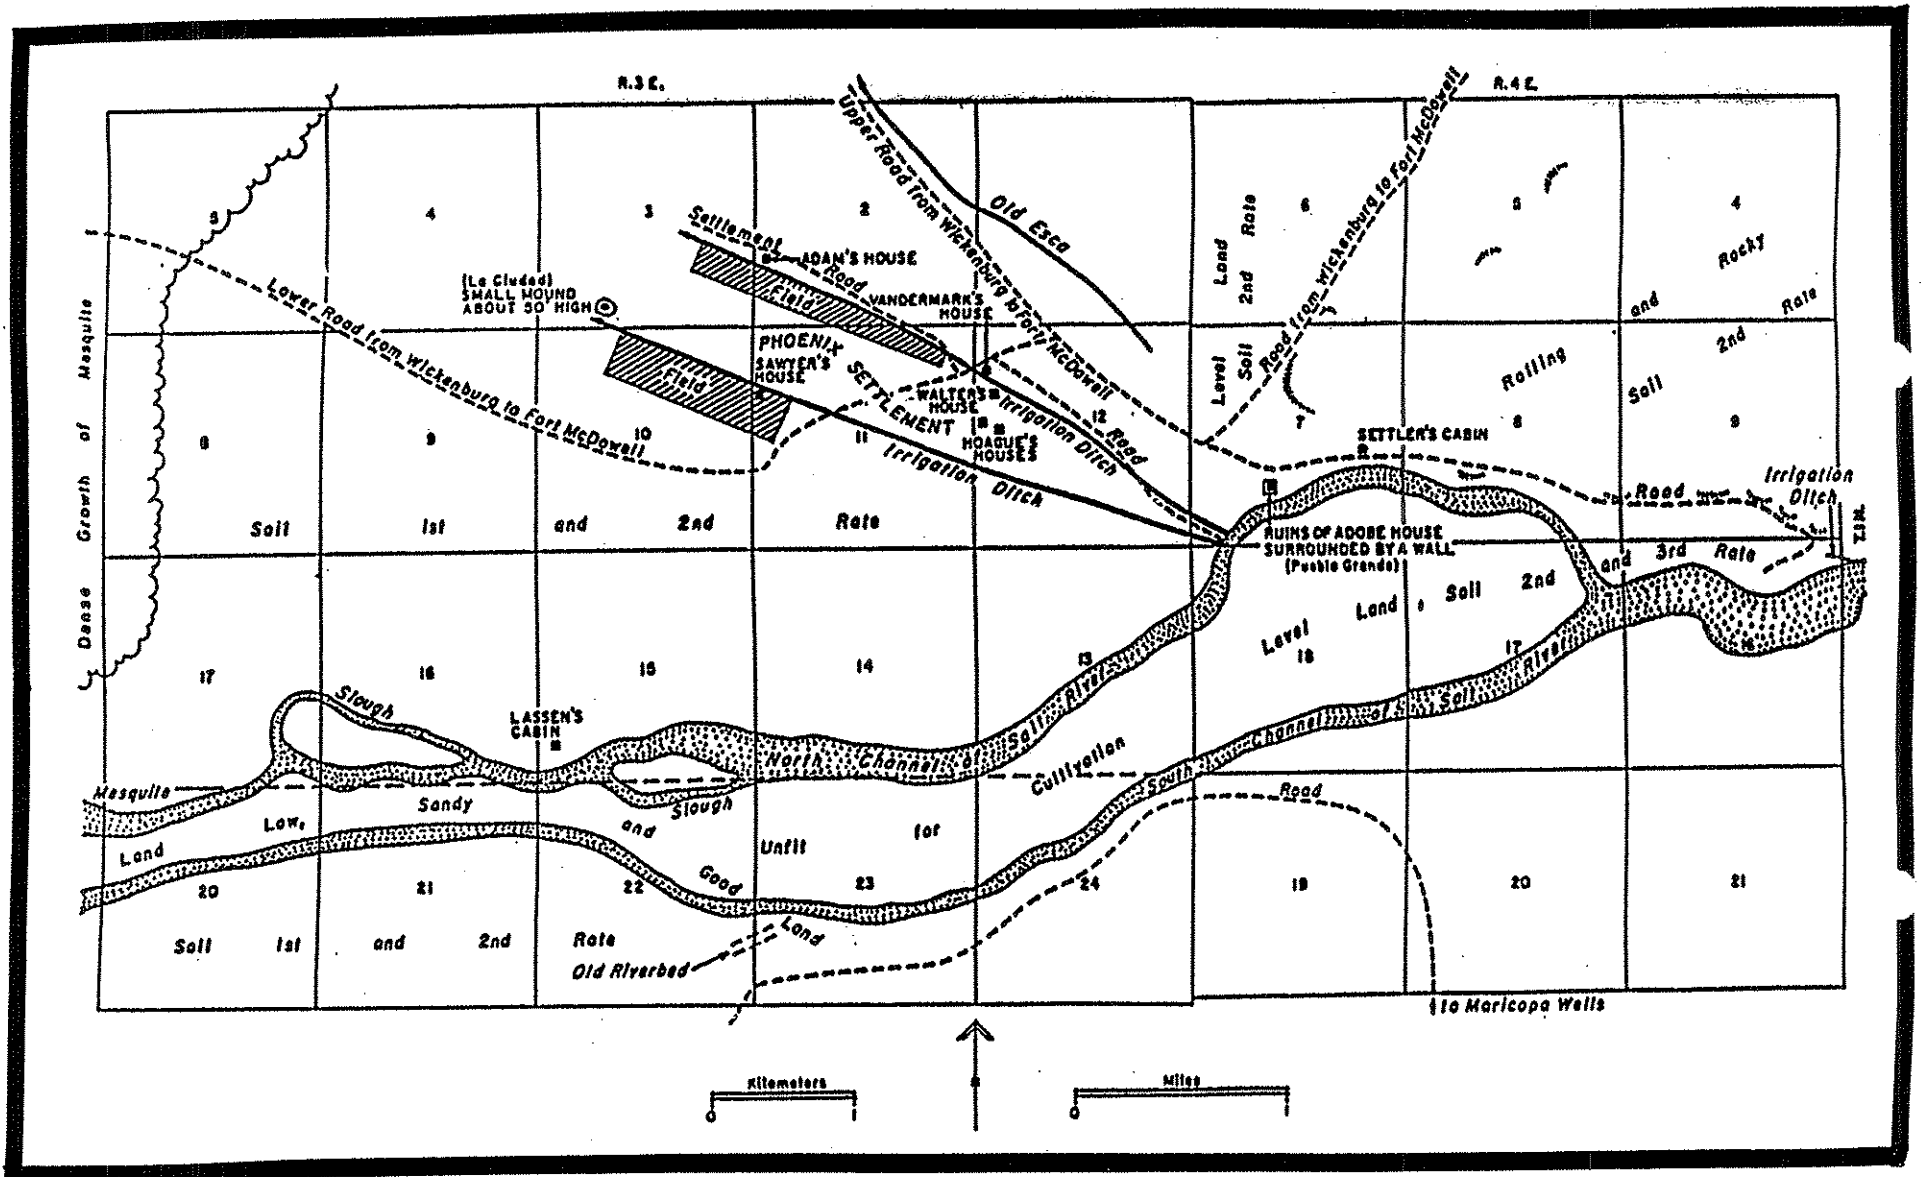 R.3 E.
R.4 E.
5
4
3
2
6
5
4
Upper Road from Wickenburg to Fort McDowell
Old Esca
Level Land
Soil 2nd Rate
Road from Wickenburg to Fort McDowell
Rocky
and
Rate
Rolling
2nd
Soil
Settlement
Road
ADAM'S HOUSE
Field
VANDERMARK'S
HOUSE
(La Ciudad)
SMALL MOUND
ABOUT 50' HIGH
Lower Road from Wickenburg to Fort McDowell
Dense Growth of Mesquite
PHOENIX
SETTLEMENT
SAWYER'S
HOUSE
Field
WALTER'S
HOUSE
HOAGUE'S
HOUSES
Irrigation Ditch
Road
Irrigation Ditch
8
9
10
11
12
7
8
9
SETTLER'S CABIN
Road
Irrigation
Ditch
Soil 1st and 2nd Rate
RUINS OF ADOBE HOUSE
SURROUNDED BY A WALL
(Pueblo Grande)
Level Land Soil 2nd and 3rd Rate
17
16
15
14
13
18
17
16
Slough
LASSEN'S
CABIN
North Channel of Salt River
South Channel of Salt River
Mesquite
Low, Sandy
and
Slough
Land
Unfit for Cultivation
Road
20
21
22
23
24
19
20
21
Good
Land
Soil 1st and 2nd Rate
Old Riverbed
to Maricopa Wells
Kilometers
0 1
Miles
0 1